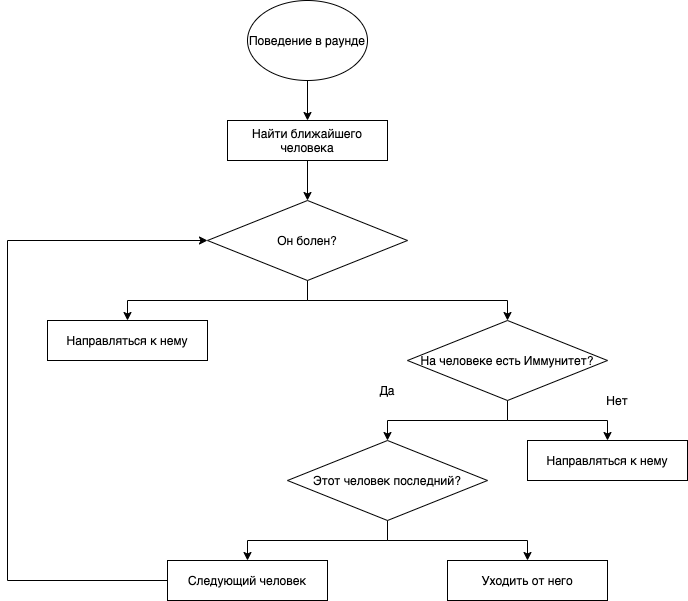 Поведение в раунде
Найти ближайшего
человека
Он болен?
Направляться к нему
На человеке есть Иммунитет?
Да
Нет
Направляться к нему
Этот человек последний?
Следующий человек
Уходить от него